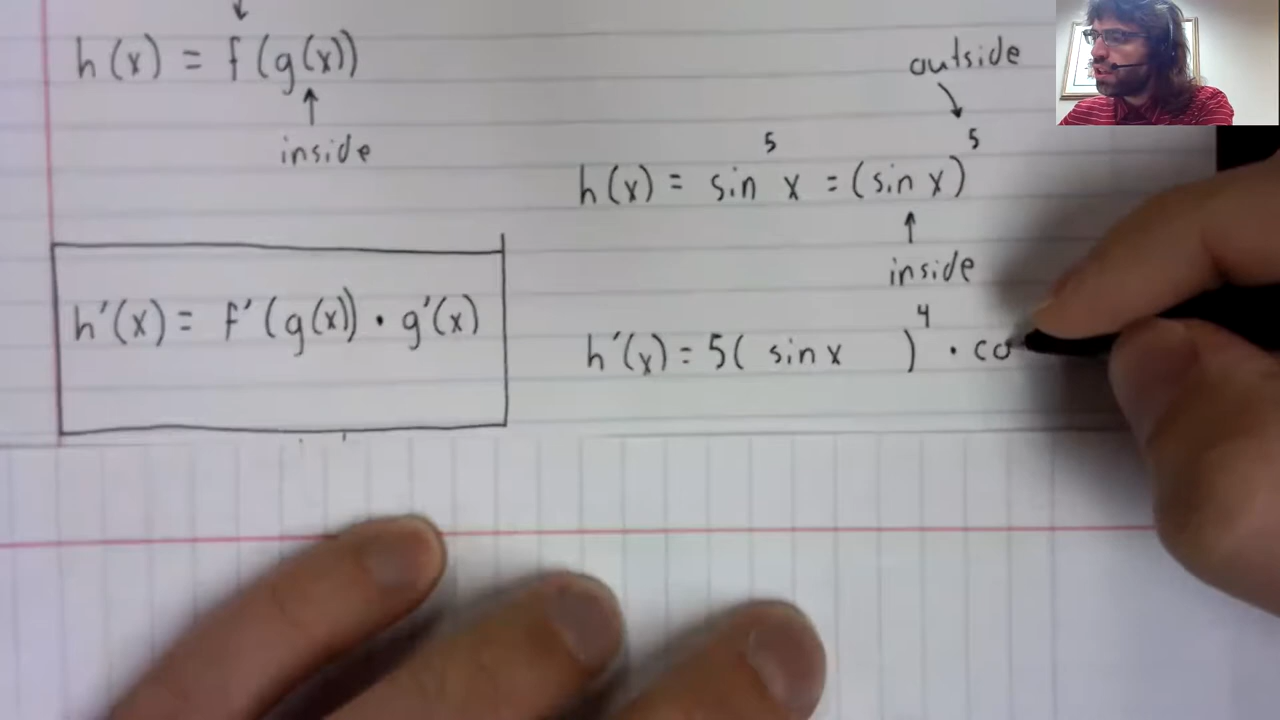 h(x) = f(g(x))
inside
h'(x) = f'(g(x)) · g'(x)
outside
h(x) = sin⁵ x = (sin x)⁵
inside
h'(x) = 5( sin x )⁴ · co